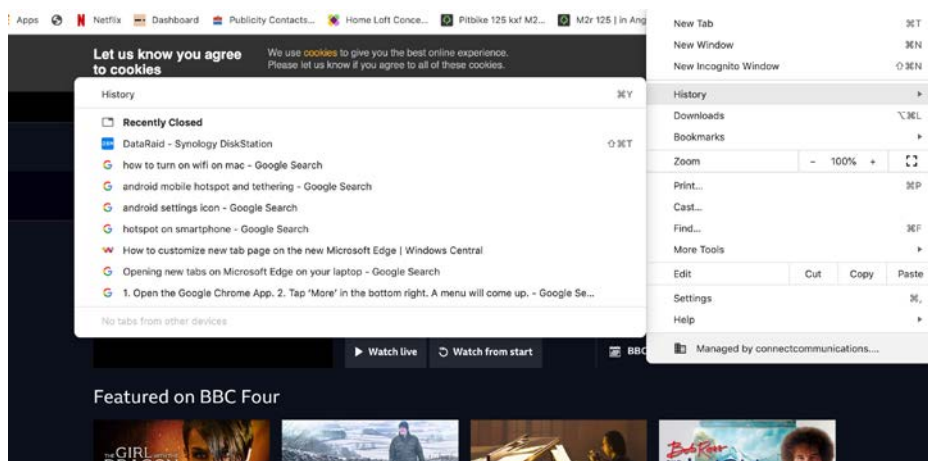 Apps Netflix Dashboard Publicity Contacts... Home Loft Conce... Pitbike 125 kxf M2... M2r 125 | in Ang
Let us know you agree to cookies
We use cookies to give you the best online experience.
Please let us know if you agree to all of these cookies.
History ⌘Y
Recently Closed
DataRaid - Synology DiskStation ⇧⌘T
how to turn on wifi on mac - Google Search
android mobile hotspot and tethering - Google Search
android settings icon - Google Search
hotspot on smartphone - Google Search
How to customize new tab page on the new Microsoft Edge | Windows Central
Opening new tabs on Microsoft Edge on your laptop - Google Search
1. Open the Google Chrome App. 2. Tap 'More' in the bottom right. A menu will come up. - Google Se...
No tabs from other devices
New Tab ⌘T
New Window ⌘N
New Incognito Window ⇧⌘N
History
Downloads ⌥⌘L
Bookmarks
Zoom - 100% +
Print... ⌘P
Cast...
Find... ⌘F
More Tools
Edit Cut Copy Paste
Settings ⌘,
Help
Managed by connectcommunications....
Watch live Watch from start BBC
Featured on BBC Four
THE GIRL WITH THE
DRAGON
Bob Ross